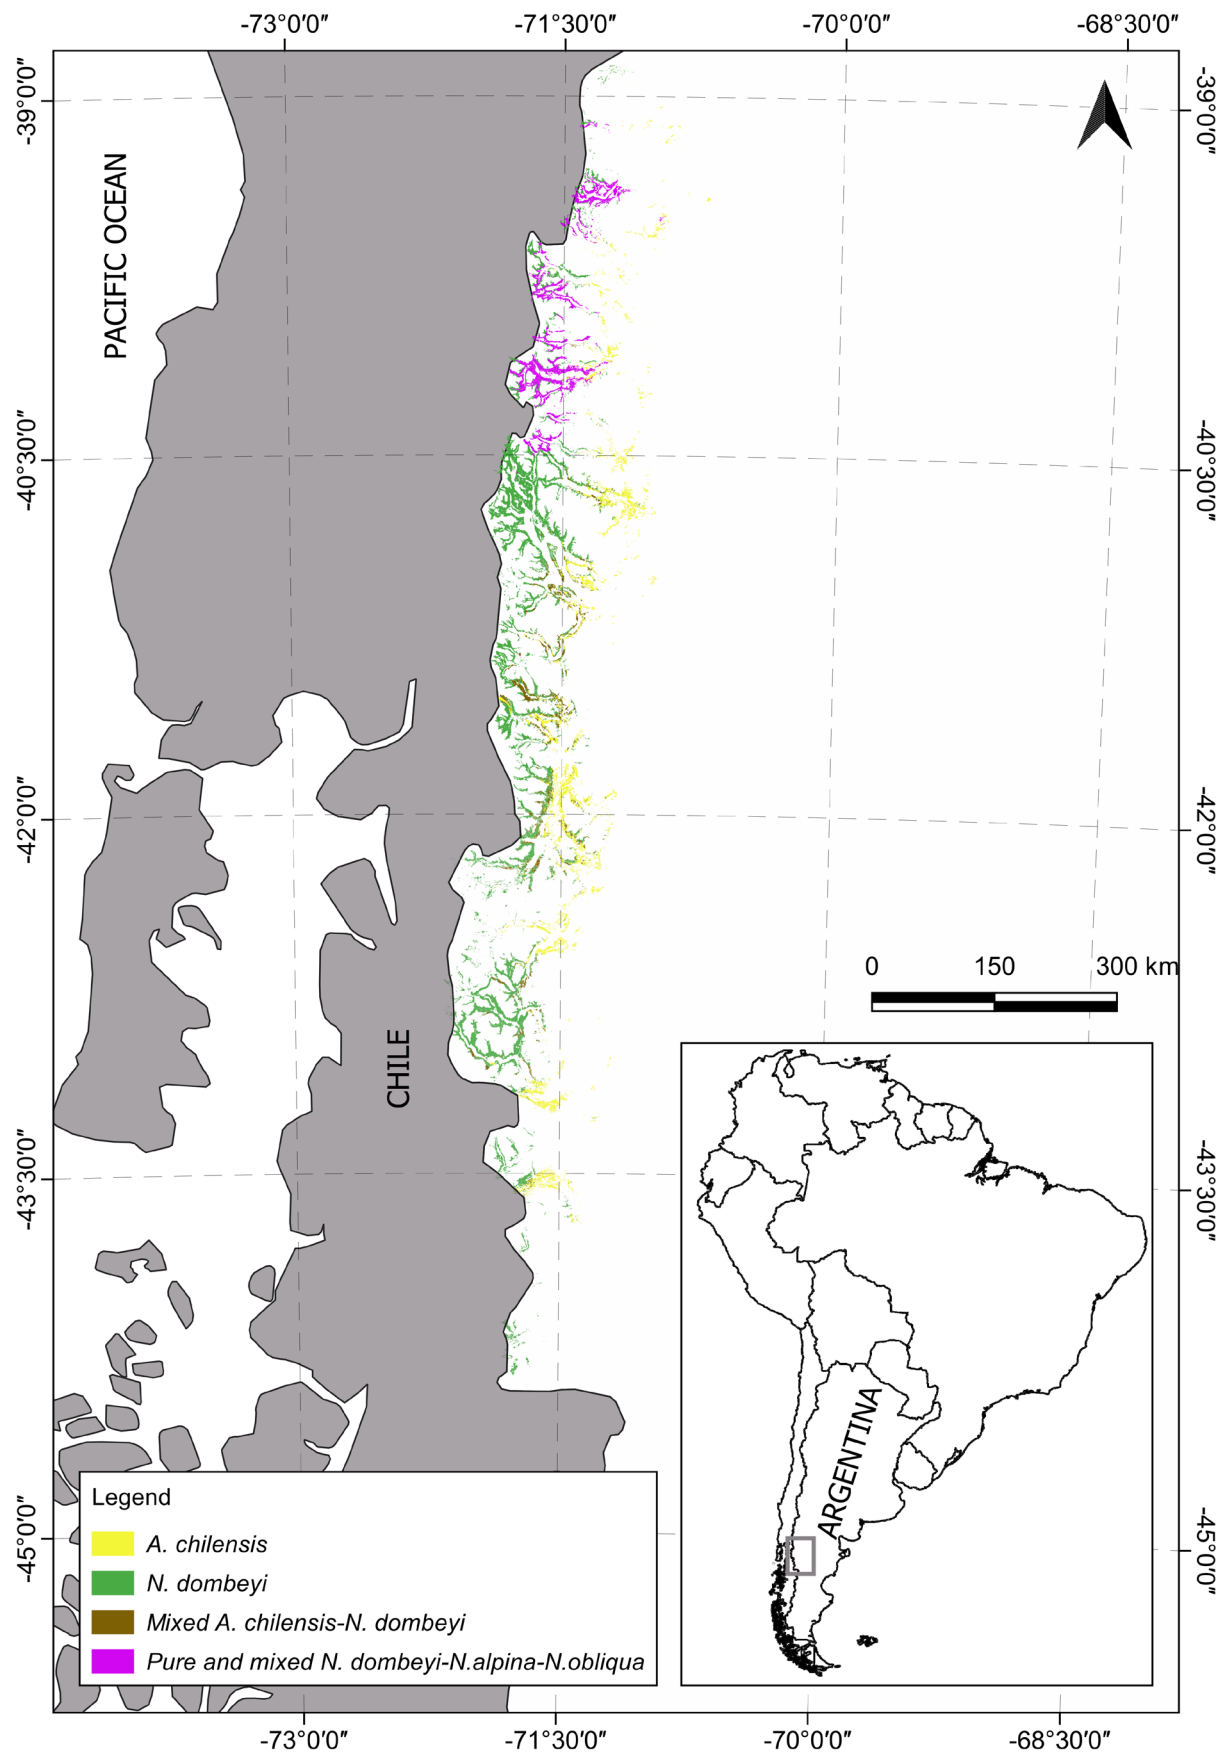 -73°0′0″ -71°30′0″ -70°0′0″ -68°30′0″
-39°0′0″
-39°0′0″
PACIFIC OCEAN
-40°30′0″
-40°30′0″
-42°0′0″
-42°0′0″
0 150 300 km
CHILE
-43°30′0″
-43°30′0″
ARGENTINA
-45°0′0″
-45°0′0″
Legend
A. chilensis
N. dombeyi
Mixed A. chilensis-N. dombeyi
Pure and mixed N. dombeyi-N.alpina-N.obliqua
-73°0′0″ -71°30′0″ -70°0′0″ -68°30′0″